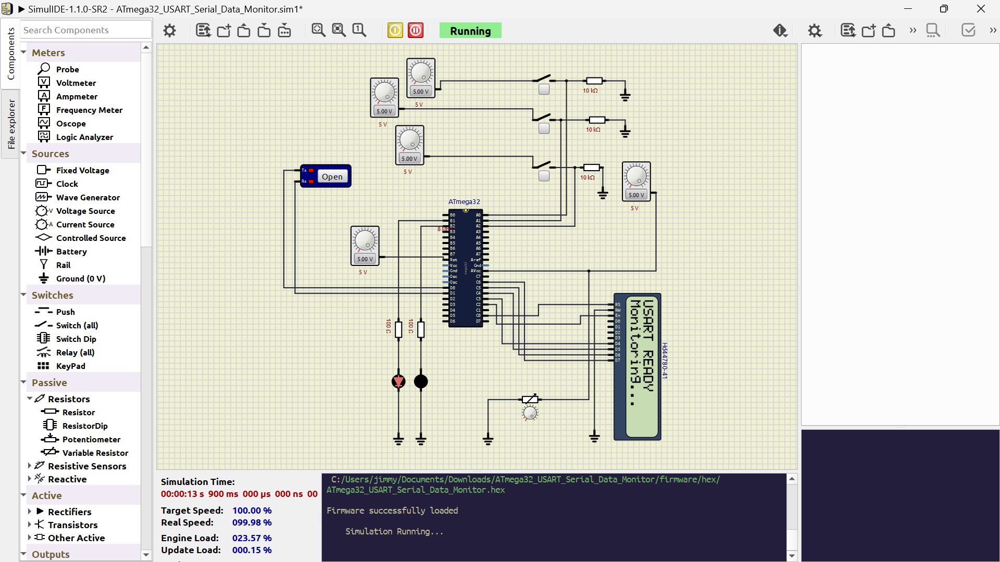 SimulIDE-1.1.0-SR2 - ATmega32_USART_Serial_Data_Monitor.sim1*
Components
File explorer
Search Components
Running
Meters
Probe
Voltmeter
Ampmeter
Frequency Meter
Oscope
Logic Analyzer
Sources
Fixed Voltage
Clock
Wave Generator
Voltage Source
Current Source
Controlled Source
Battery
Rail
Ground (0 V)
Switches
Push
Switch (all)
Switch Dip
Relay (all)
KeyPad
Passive
Resistors
Resistor
ResistorDip
Potentiometer
Variable Resistor
Resistive Sensors
Reactive
Active
Rectifiers
Transistors
Other Active
Outputs
5.00 V
5 V
5.00 V
5 V
5.00 V
5 V
10 kΩ
10 kΩ
10 kΩ
5.00 V
5 V
Tx
Rx
Open
5.00 V
5 V
ATmega32
mega32
B0
B1
B2
B3
B4
B5
B6
B7
Rst
Vcc
Gnd
Osc
Osc
D0
D1
D2
D3
D4
D5
D6
A0
A1
A2
A3
A4
A5
A6
A7
Aref
Gnd
AVcc
C7
C6
C5
C4
C3
C2
C1
C0
D7
100 Ω
100 Ω
RS
RW
En
D0
D1
D2
D3
D4
D5
D6
D7
USART READY
Monitoring...
Hd44780-41
Simulation Time:
00:00:13 s 900 ms 000 µs 000 ns 00
Target Speed: 100.00 %
Real Speed: 099.98 %
Engine Load: 023.57 %
Update Load: 000.15 %
C:/Users/jimmy/Documents/Downloads/ATmega32_USART_Serial_Data_Monitor/firmware/hex/
ATmega32_USART_Serial_Data_Monitor.hex
Firmware successfully loaded
Simulation Running...